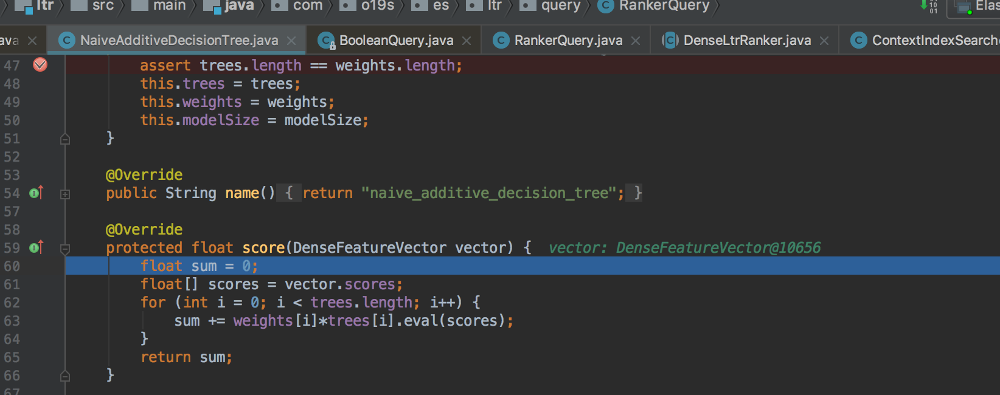 ltr src main java com o19s es ltr query RankerQuery
ava NaiveAdditiveDecisionTree.java BooleanQuery.java RankerQuery.java DenseLtrRanker.java ContextIndexSearche
47 assert trees.length == weights.length;
48 this.trees = trees;
49 this.weights = weights;
50 this.modelSize = modelSize;
51 }
52
53 @Override
54 public String name() { return "naive_additive_decision_tree"; }
57
58 @Override
59 protected float score(DenseFeatureVector vector) { vector: DenseFeatureVector@10656
60 float sum = 0;
61 float[] scores = vector.scores;
62 for (int i = 0; i < trees.length; i++) {
63 sum += weights[i]*trees[i].eval(scores);
64 }
65 return sum;
66 }
67